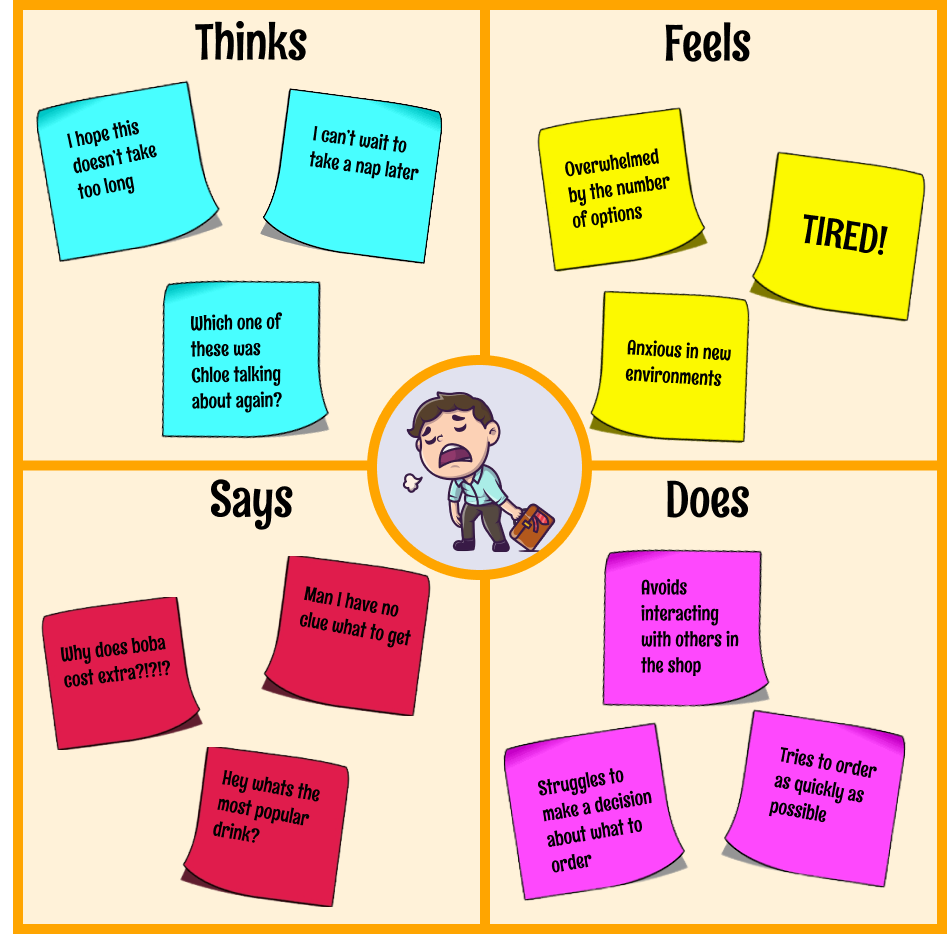 Thinks
I hope this
doesn't take
too long
I can't wait to
take a nap later
Which one of
these was
Chloe talking
about again?
Feels
Overwhelmed
by the number
of options
TIRED!
Anxious in new
environments
Says
Why does boba
cost extra?!?!?
Man I have no
clue what to get
Hey whats the
most popular
drink?
Does
Avoids
interacting
with others in
the shop
Struggles to
make a decision
about what to
order
Tries to order
as quickly as
possible